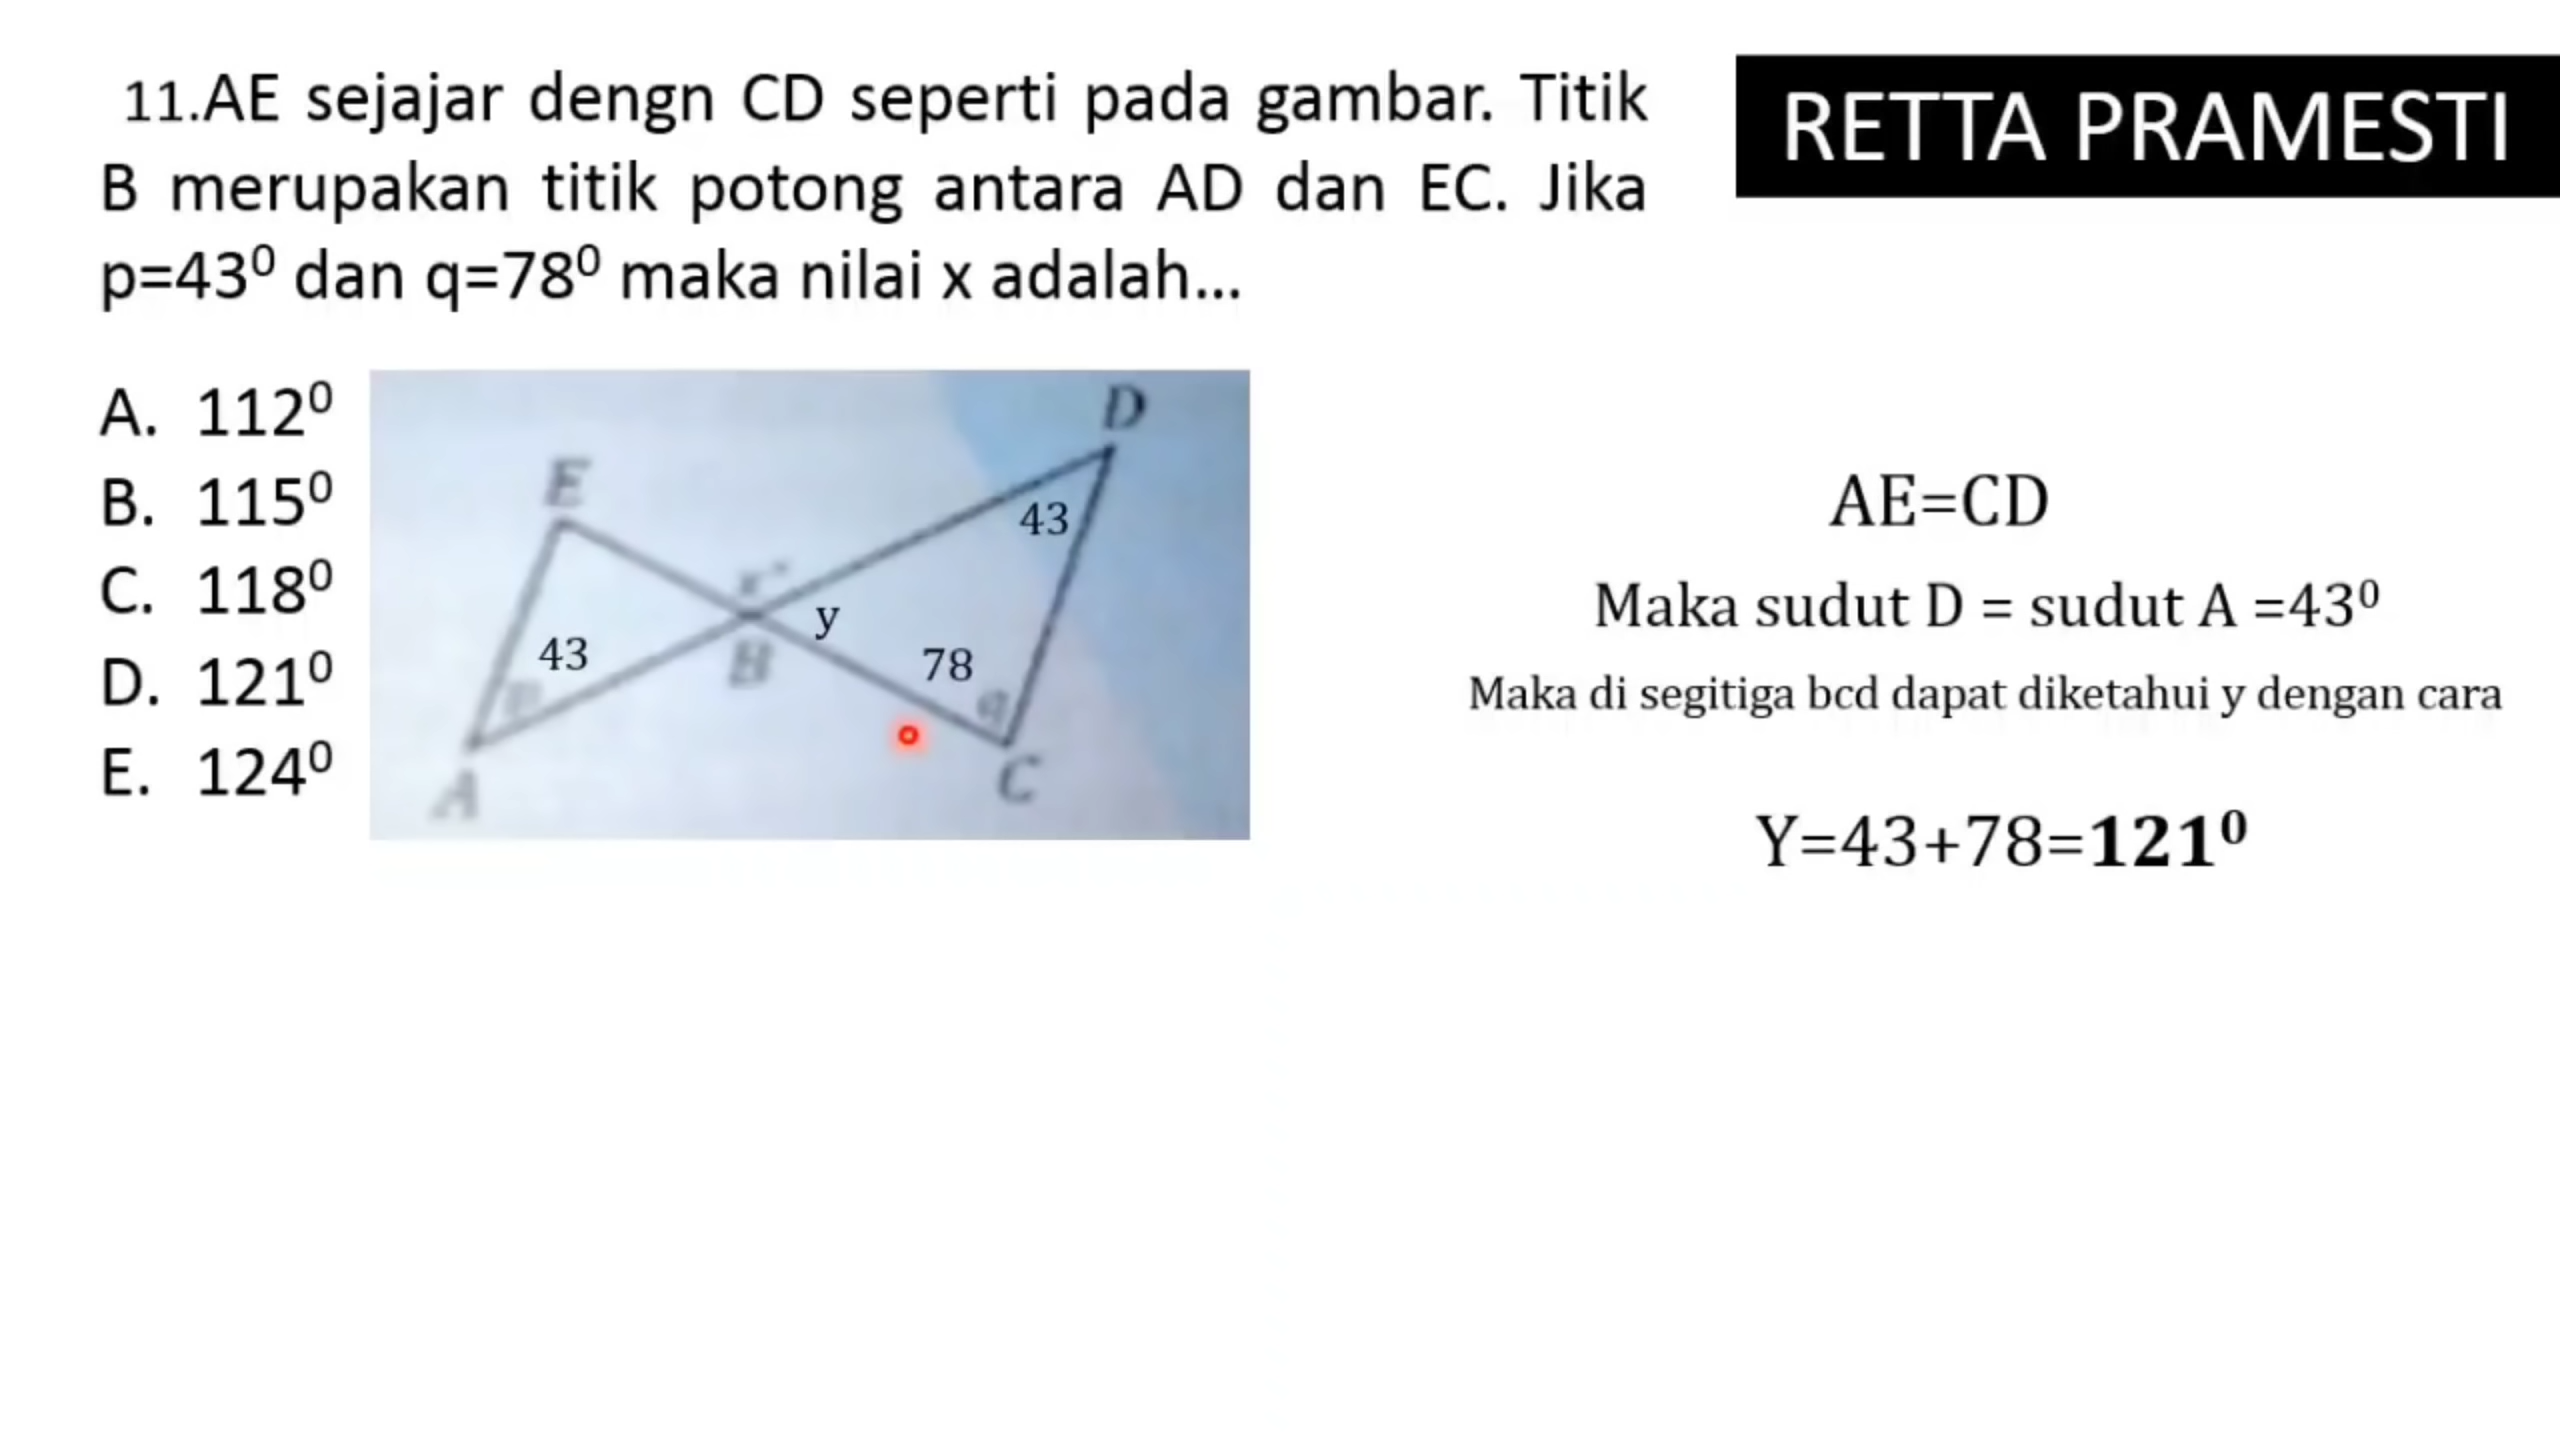 11.AE sejajar dengn CD seperti pada gambar. Titik
B merupakan titik potong antara AD dan EC. Jika
p=43⁰ dan q=78⁰ maka nilai x adalah...
RETTA PRAMESTI
A. 112⁰
B. 115⁰
C. 118⁰
D. 121⁰
E. 124⁰
D
E
43
x°
y
43
B
78
p
q
A
C
AE=CD
Maka sudut D = sudut A =43⁰
Maka di segitiga bcd dapat diketahui y dengan cara
Y=43+78=121⁰